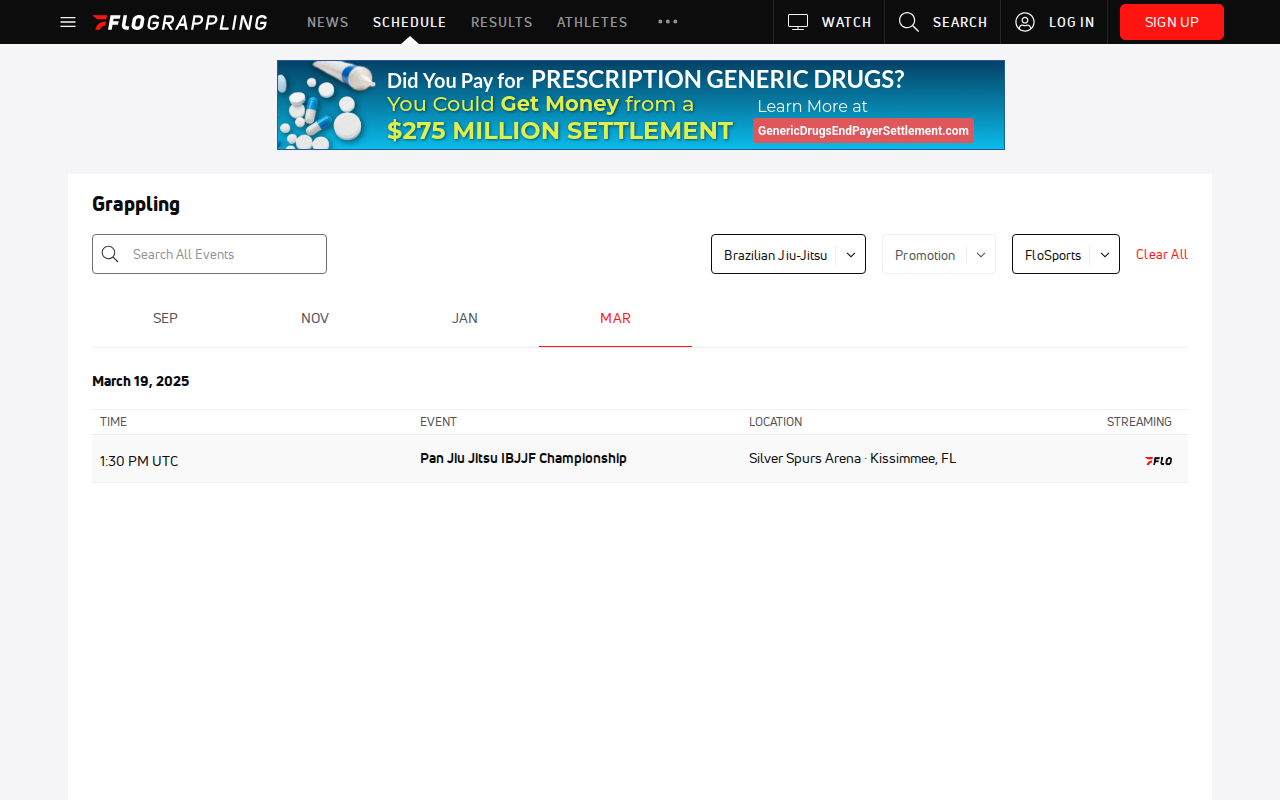 FLOGRAPPLING NEWS SCHEDULE RESULTS ATHLETES WATCH SEARCH LOG IN SIGN UP
Did You Pay for PRESCRIPTION GENERIC DRUGS?
You Could Get Money from a
$275 MILLION SETTLEMENT
Learn More at
GenericDrugsEndPayerSettlement.com
Grappling
Search All Events Brazilian Jiu-Jitsu Promotion FloSports Clear All
SEP NOV JAN MAR
March 19, 2025
TIME EVENT LOCATION STREAMING
1:30 PM UTC Pan Jiu Jitsu IBJJF Championship Silver Spurs Arena · Kissimmee, FL FLO